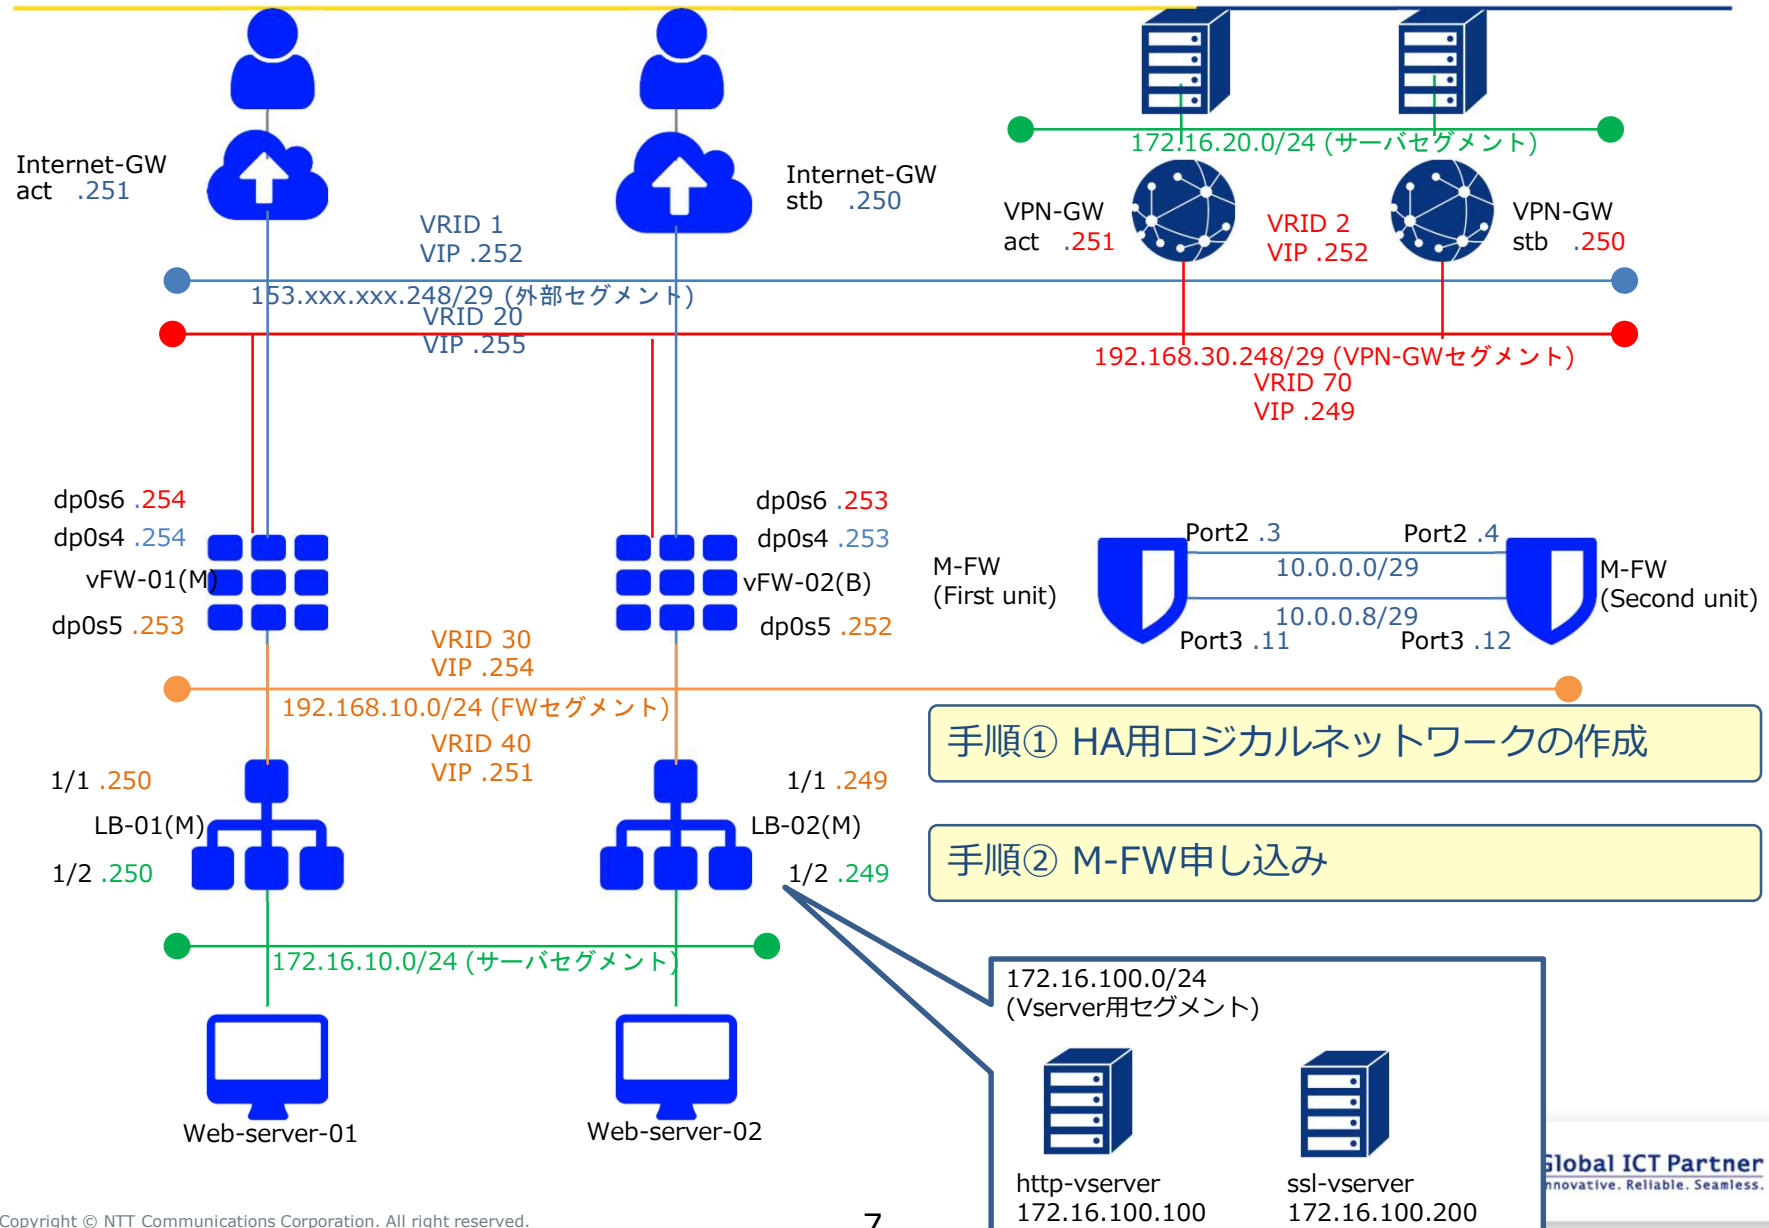 Internet-GW
act .251
Internet-GW
stb .250
VRID 1
VIP .252
172.16.20.0/24 (サーバセグメント)
VPN-GW
act .251
VRID 2
VIP .252
VPN-GW
stb .250
153.xxx.xxx.248/29 (外部セグメント)
VRID 20
VIP .255
192.168.30.248/29 (VPN-GWセグメント)
VRID 70
VIP .249
dp0s6 .254
dp0s4 .254
vFW-01(M)
dp0s5 .253
dp0s6 .253
dp0s4 .253
vFW-02(B)
dp0s5 .252
M-FW
(First unit)
Port2 .3
Port2 .4
10.0.0.0/29
10.0.0.8/29
Port3 .11
Port3 .12
M-FW
(Second unit)
VRID 30
VIP .254
192.168.10.0/24 (FWセグメント)
VRID 40
VIP .251
手順① HA用ロジカルネットワークの作成
手順② M-FW申し込み
1/1 .250
LB-01(M)
1/2 .250
1/1 .249
LB-02(M)
1/2 .249
172.16.10.0/24 (サーバセグメント)
Web-server-01
Web-server-02
172.16.100.0/24
(Vserver用セグメント)
http-vserver
172.16.100.100
ssl-vserver
172.16.100.200
Global ICT Partner
Innovative. Reliable. Seamless.
Copyright © NTT Communications Corporation. All right reserved.
7